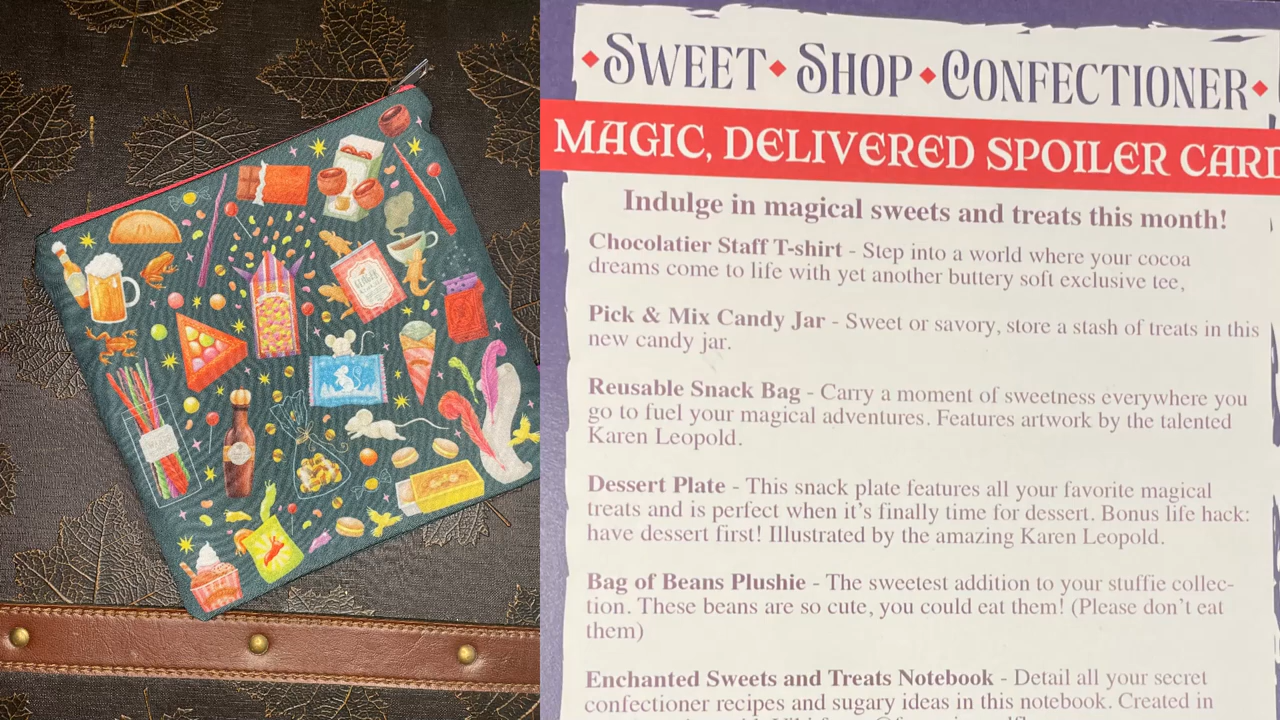 SWEET SHOP CONFECTIONER
MAGIC, DELIVERED SPOILER CARD
Indulge in magical sweets and treats this month!
Chocolatier Staff T-shirt - Step into a world where your cocoa
dreams come to life with yet another buttery soft exclusive tee,
Pick & Mix Candy Jar - Sweet or savory, store a stash of treats in this
new candy jar.
Reusable Snack Bag - Carry a moment of sweetness everywhere you
go to fuel your magical adventures. Features artwork by the talented
Karen Leopold.
Dessert Plate - This snack plate features all your favorite magical
treats and is perfect when it's finally time for dessert. Bonus life hack:
have dessert first! Illustrated by the amazing Karen Leopold.
Bag of Beans Plushie - The sweetest addition to your stuffie collec-
tion. These beans are so cute, you could eat them! (Please don't eat
them)
Enchanted Sweets and Treats Notebook - Detail all your secret
confectioner recipes and sugary ideas in this notebook. Created in